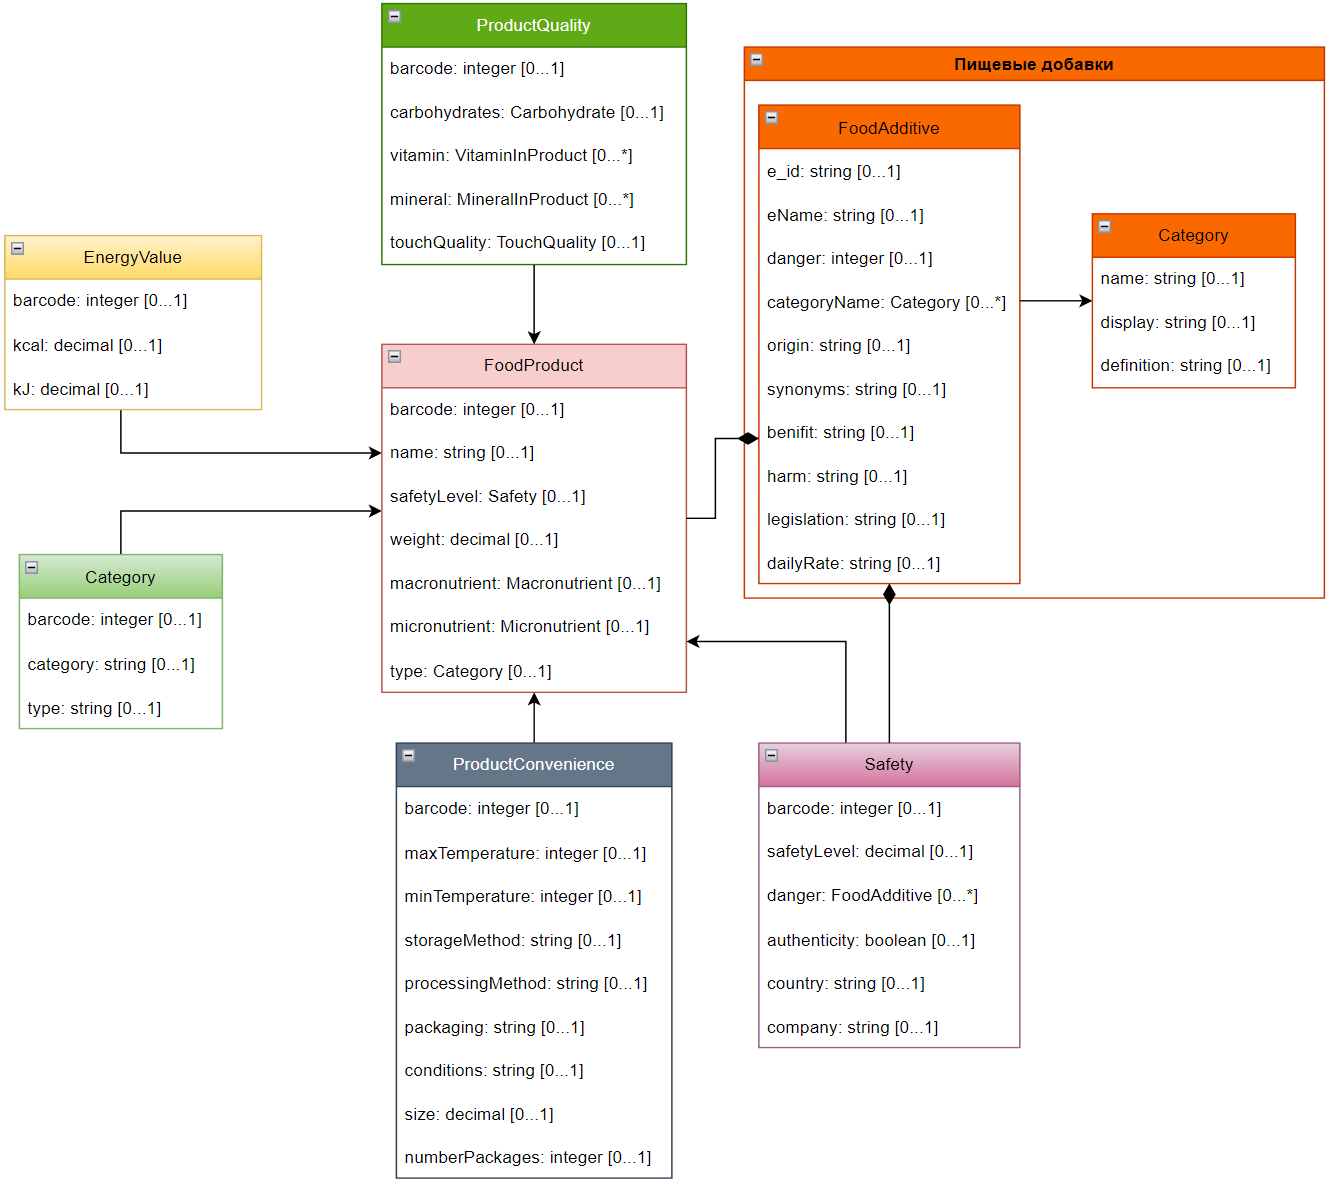 ProductQuality
barcode: integer [0...1]
carbohydrates: Carbohydrate [0...1]
vitamin: VitaminInProduct [0...*]
mineral: MineralInProduct [0...*]
touchQuality: TouchQuality [0...1]
Пищевые добавки
FoodAdditive
e_id: string [0...1]
eName: string [0...1]
danger: integer [0...1]
categoryName: Category [0...*]
origin: string [0...1]
synonyms: string [0...1]
benifit: string [0...1]
harm: string [0...1]
legislation: string [0...1]
dailyRate: string [0...1]
Category
name: string [0...1]
display: string [0...1]
definition: string [0...1]
EnergyValue
barcode: integer [0...1]
kcal: decimal [0...1]
kJ: decimal [0...1]
FoodProduct
barcode: integer [0...1]
name: string [0...1]
safetyLevel: Safety [0...1]
weight: decimal [0...1]
macronutrient: Macronutrient [0...1]
micronutrient: Micronutrient [0...1]
type: Category [0...1]
Category
barcode: integer [0...1]
category: string [0...1]
type: string [0...1]
ProductConvenience
barcode: integer [0...1]
maxTemperature: integer [0...1]
minTemperature: integer [0...1]
storageMethod: string [0...1]
processingMethod: string [0...1]
packaging: string [0...1]
conditions: string [0...1]
size: decimal [0...1]
numberPackages: integer [0...1]
Safety
barcode: integer [0...1]
safetyLevel: decimal [0...1]
danger: FoodAdditive [0...*]
authenticity: boolean [0...1]
country: string [0...1]
company: string [0...1]